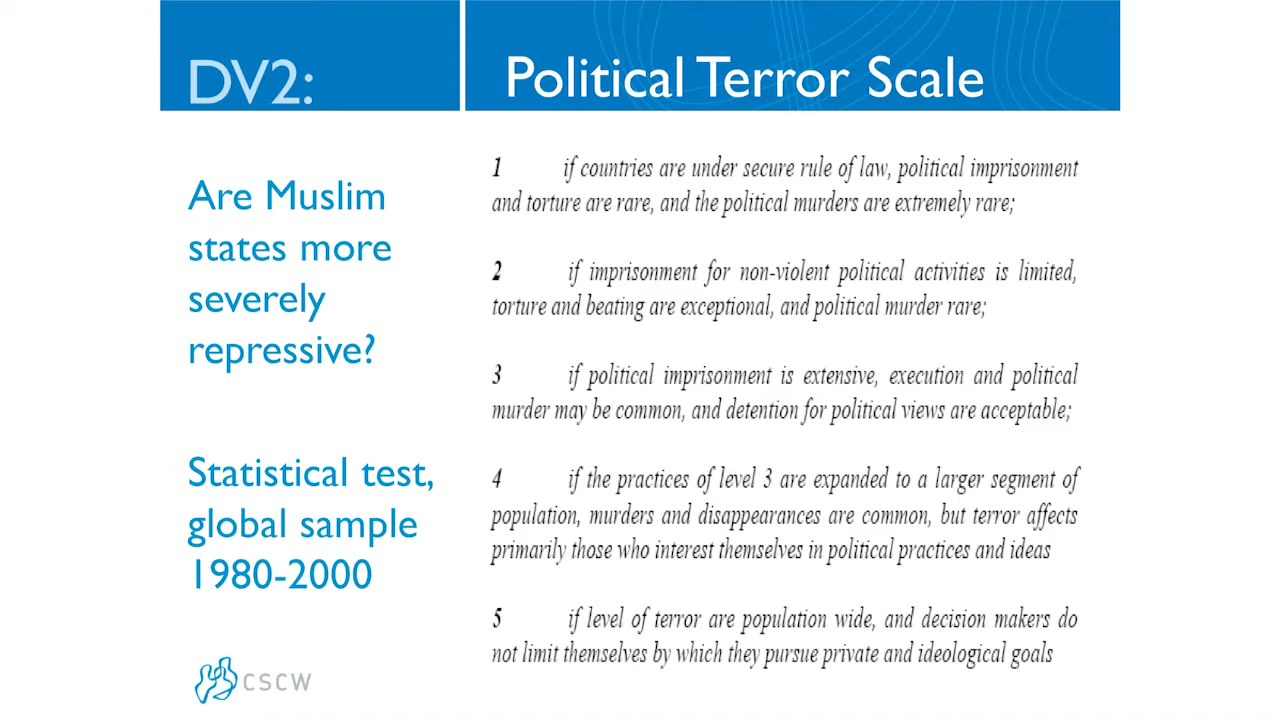 DV2:
Political Terror Scale
Are Muslim
states more
severely
repressive?
Statistical test,
global sample
1980-2000
1 if countries are under secure rule of law, political imprisonment
and torture are rare, and the political murders are extremely rare;
2 if imprisonment for non-violent political activities is limited,
torture and beating are exceptional, and political murder rare;
3 if political imprisonment is extensive, execution and political
murder may be common, and detention for political views are acceptable;
4 if the practices of level 3 are expanded to a larger segment of
population, murders and disappearances are common, but terror affects
primarily those who interest themselves in political practices and ideas
5 if level of terror are population wide, and decision makers do
not limit themselves by which they pursue private and ideological goals
CSCW